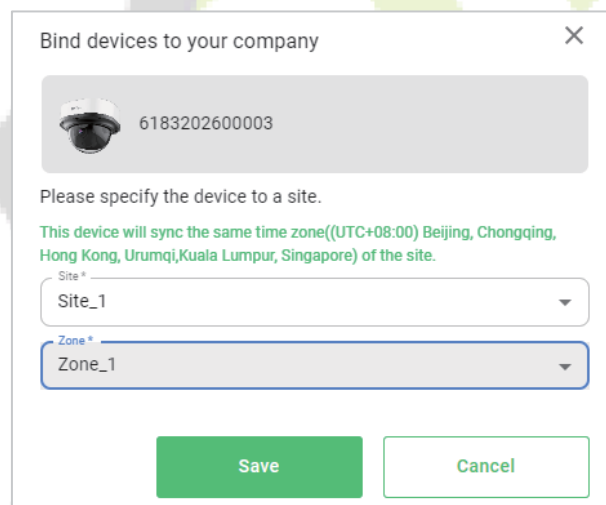 Bind devices to your company
6183202600003
Please specify the device to a site.
This device will sync the same time zone((UTC+08:00) Beijing, Chongqing,
Hong Kong, Urumqi,Kuala Lumpur, Singapore) of the site.
Site *
Site_1
Zone *
Zone_1
Save Cancel